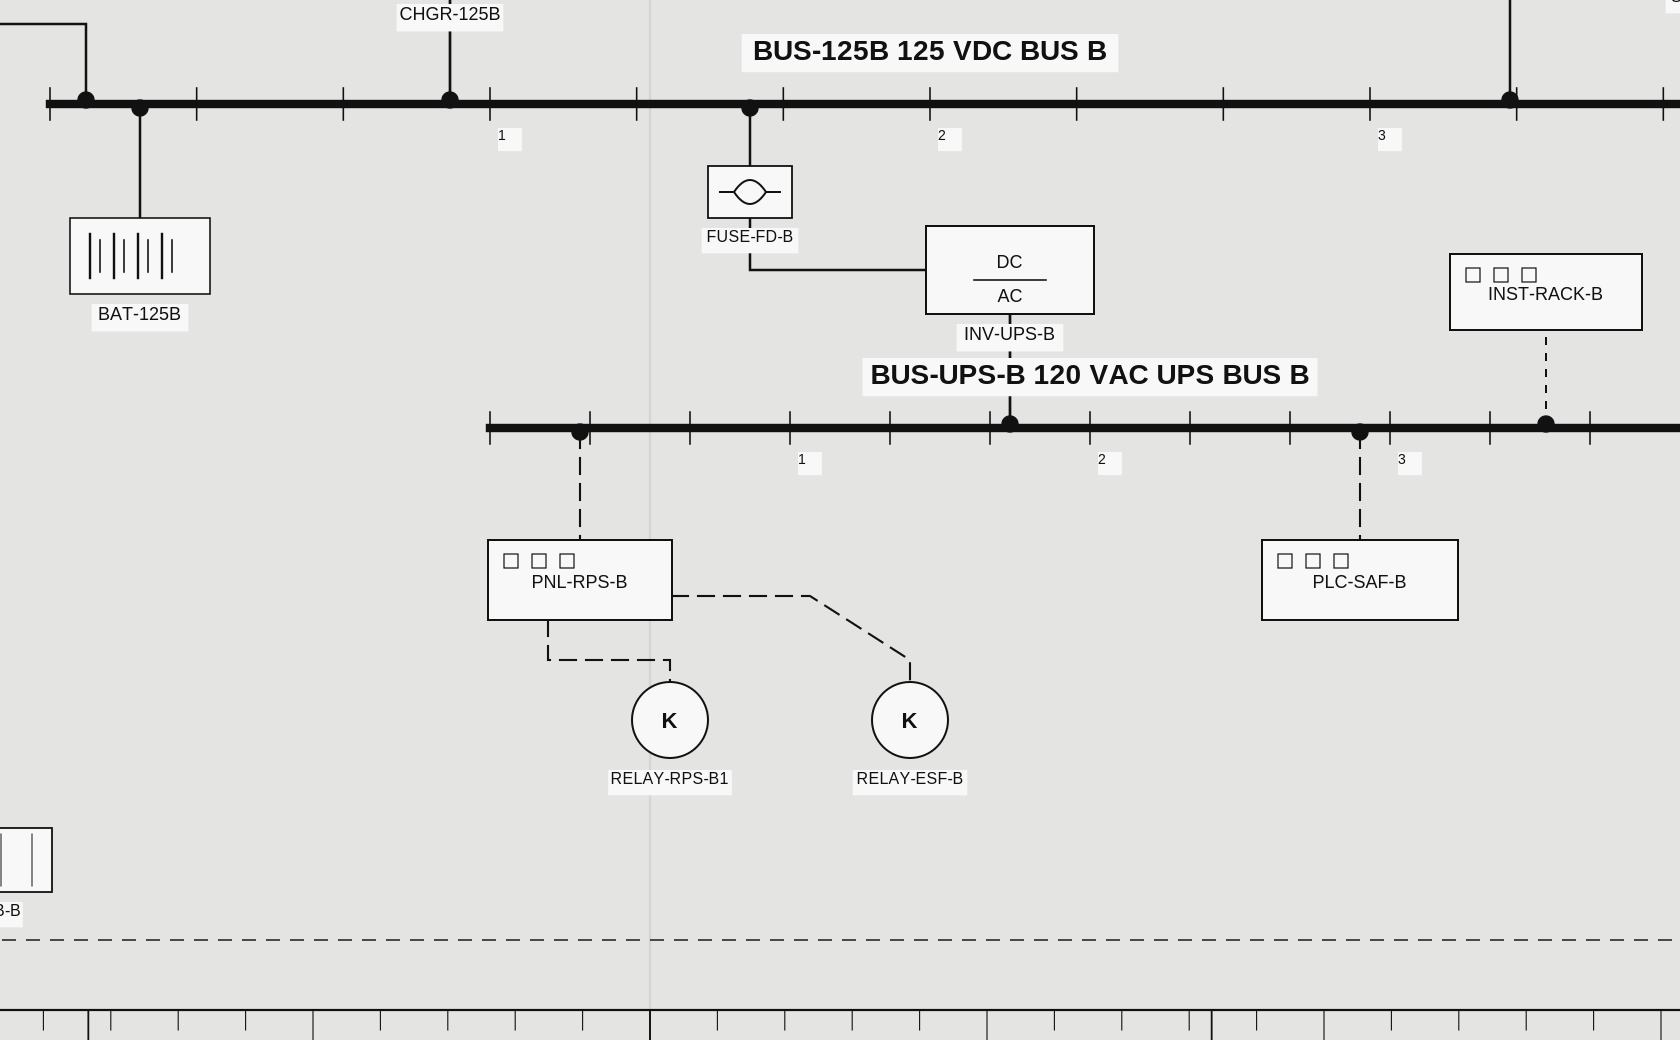 CHGR-125B
BUS-125B 125 VDC BUS B
1
2
3
FUSE-FD-B
DC
AC
INST-RACK-B
BAT-125B
INV-UPS-B
BUS-UPS-B 120 VAC UPS BUS B
1
2
3
PNL-RPS-B
PLC-SAF-B
K
K
RELAY-RPS-B1
RELAY-ESF-B
-B